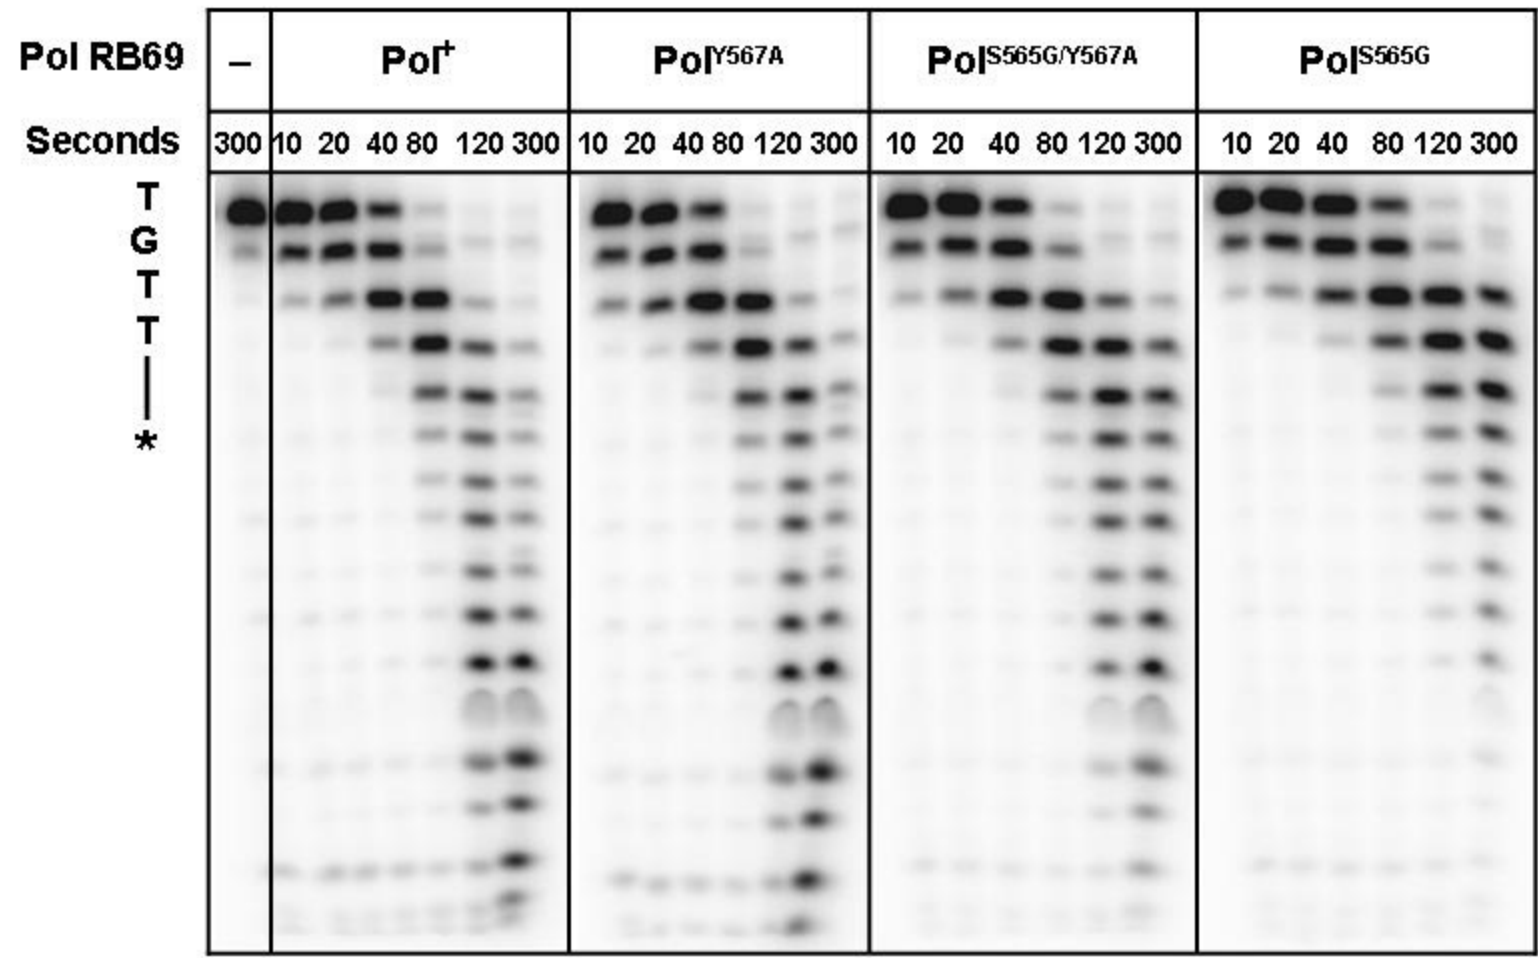 Pol RB69 – Pol+ PolY567A PolS565G/Y567A PolS565G
Seconds 300 10 20 40 80 120 300 10 20 40 80 120 300 10 20 40 80 120 300 10 20 40 80 120 300
T
G
T
T
*